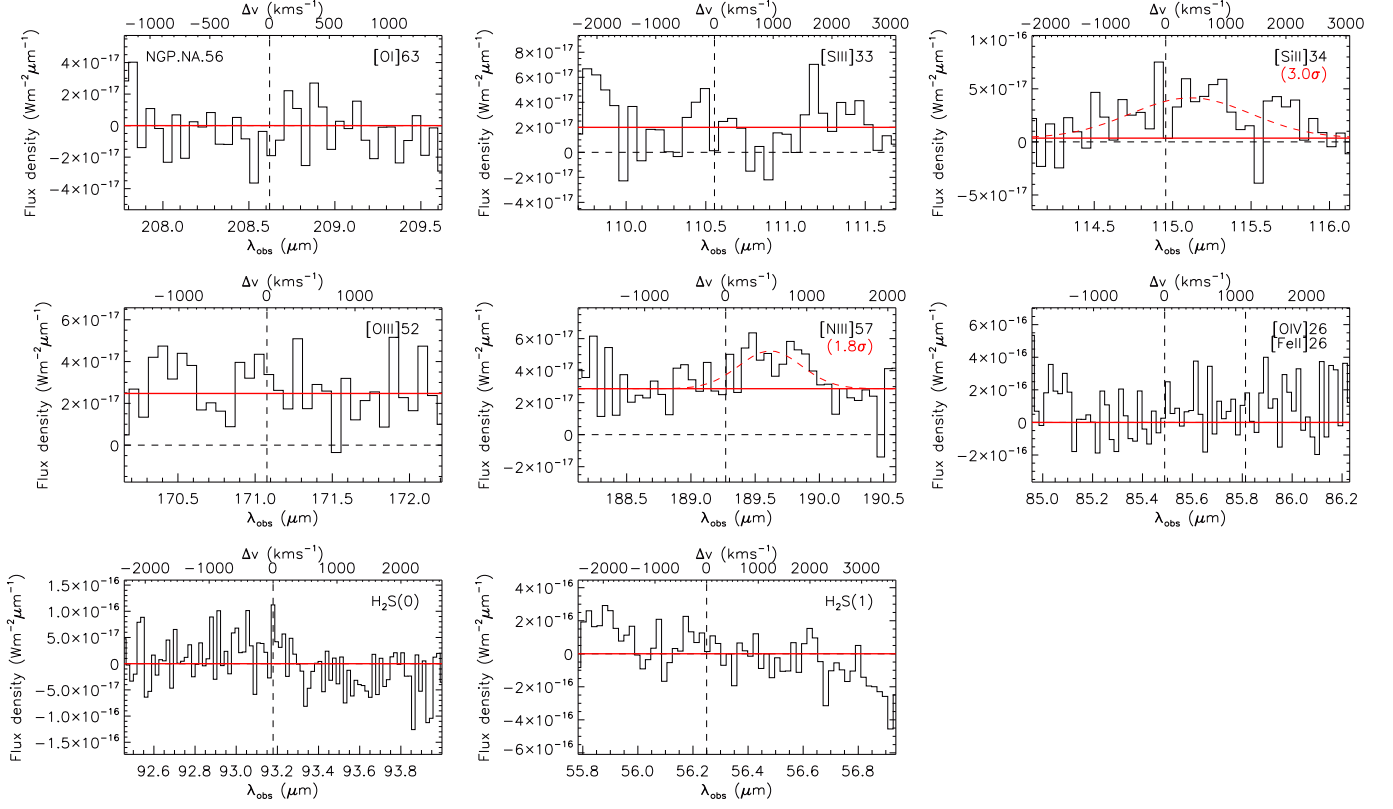 Δv (kms⁻¹) Δv (kms⁻¹) Δv (kms⁻¹)
-1000 -500 0 500 1000 -2000 -1000 0 1000 2000 3000 -2000 -1000 0 1000 2000 3000
NGP.NA.56 [OI]63
Flux density (Wm⁻²μm⁻¹)
4×10⁻¹⁷
2×10⁻¹⁷
0
-2×10⁻¹⁷
-4×10⁻¹⁷
208.0 208.5 209.0 209.5
λobs (μm)
[SIII]33
Flux density (Wm⁻²μm⁻¹)
8×10⁻¹⁷
6×10⁻¹⁷
4×10⁻¹⁷
2×10⁻¹⁷
0
-2×10⁻¹⁷
-4×10⁻¹⁷
110.0 110.5 111.0 111.5
λobs (μm)
[SiII]34
(3.0σ)
Flux density (Wm⁻²μm⁻¹)
1×10⁻¹⁶
5×10⁻¹⁷
0
-5×10⁻¹⁷
114.5 115.0 115.5 116.0
λobs (μm)
Δv (kms⁻¹)
-1000 0 1000
[OIII]52
Flux density (Wm⁻²μm⁻¹)
6×10⁻¹⁷
4×10⁻¹⁷
2×10⁻¹⁷
0
170.5 171.0 171.5 172.0
λobs (μm)
Δv (kms⁻¹)
-1000 0 1000 2000
[NIII]57
(1.8σ)
Flux density (Wm⁻²μm⁻¹)
6×10⁻¹⁷
4×10⁻¹⁷
2×10⁻¹⁷
0
-2×10⁻¹⁷
188.5 189.0 189.5 190.0 190.5
λobs (μm)
Δv (kms⁻¹)
-1000 0 1000 2000
[OIV]26
[FeII]26
Flux density (Wm⁻²μm⁻¹)
6×10⁻¹⁶
4×10⁻¹⁶
2×10⁻¹⁶
0
-2×10⁻¹⁶
85.0 85.2 85.4 85.6 85.8 86.0 86.2
λobs (μm)
Δv (kms⁻¹)
-2000 -1000 0 1000 2000
H₂S(0)
Flux density (Wm⁻²μm⁻¹)
1.5×10⁻¹⁶
1.0×10⁻¹⁶
5.0×10⁻¹⁷
0
-5.0×10⁻¹⁷
-1.0×10⁻¹⁶
-1.5×10⁻¹⁶
92.6 92.8 93.0 93.2 93.4 93.6 93.8
λobs (μm)
Δv (kms⁻¹)
-2000 -1000 0 1000 2000 3000
H₂S(1)
Flux density (Wm⁻²μm⁻¹)
4×10⁻¹⁶
2×10⁻¹⁶
0
-2×10⁻¹⁶
-4×10⁻¹⁶
-6×10⁻¹⁶
55.8 56.0 56.2 56.4 56.6 56.8
λobs (μm)